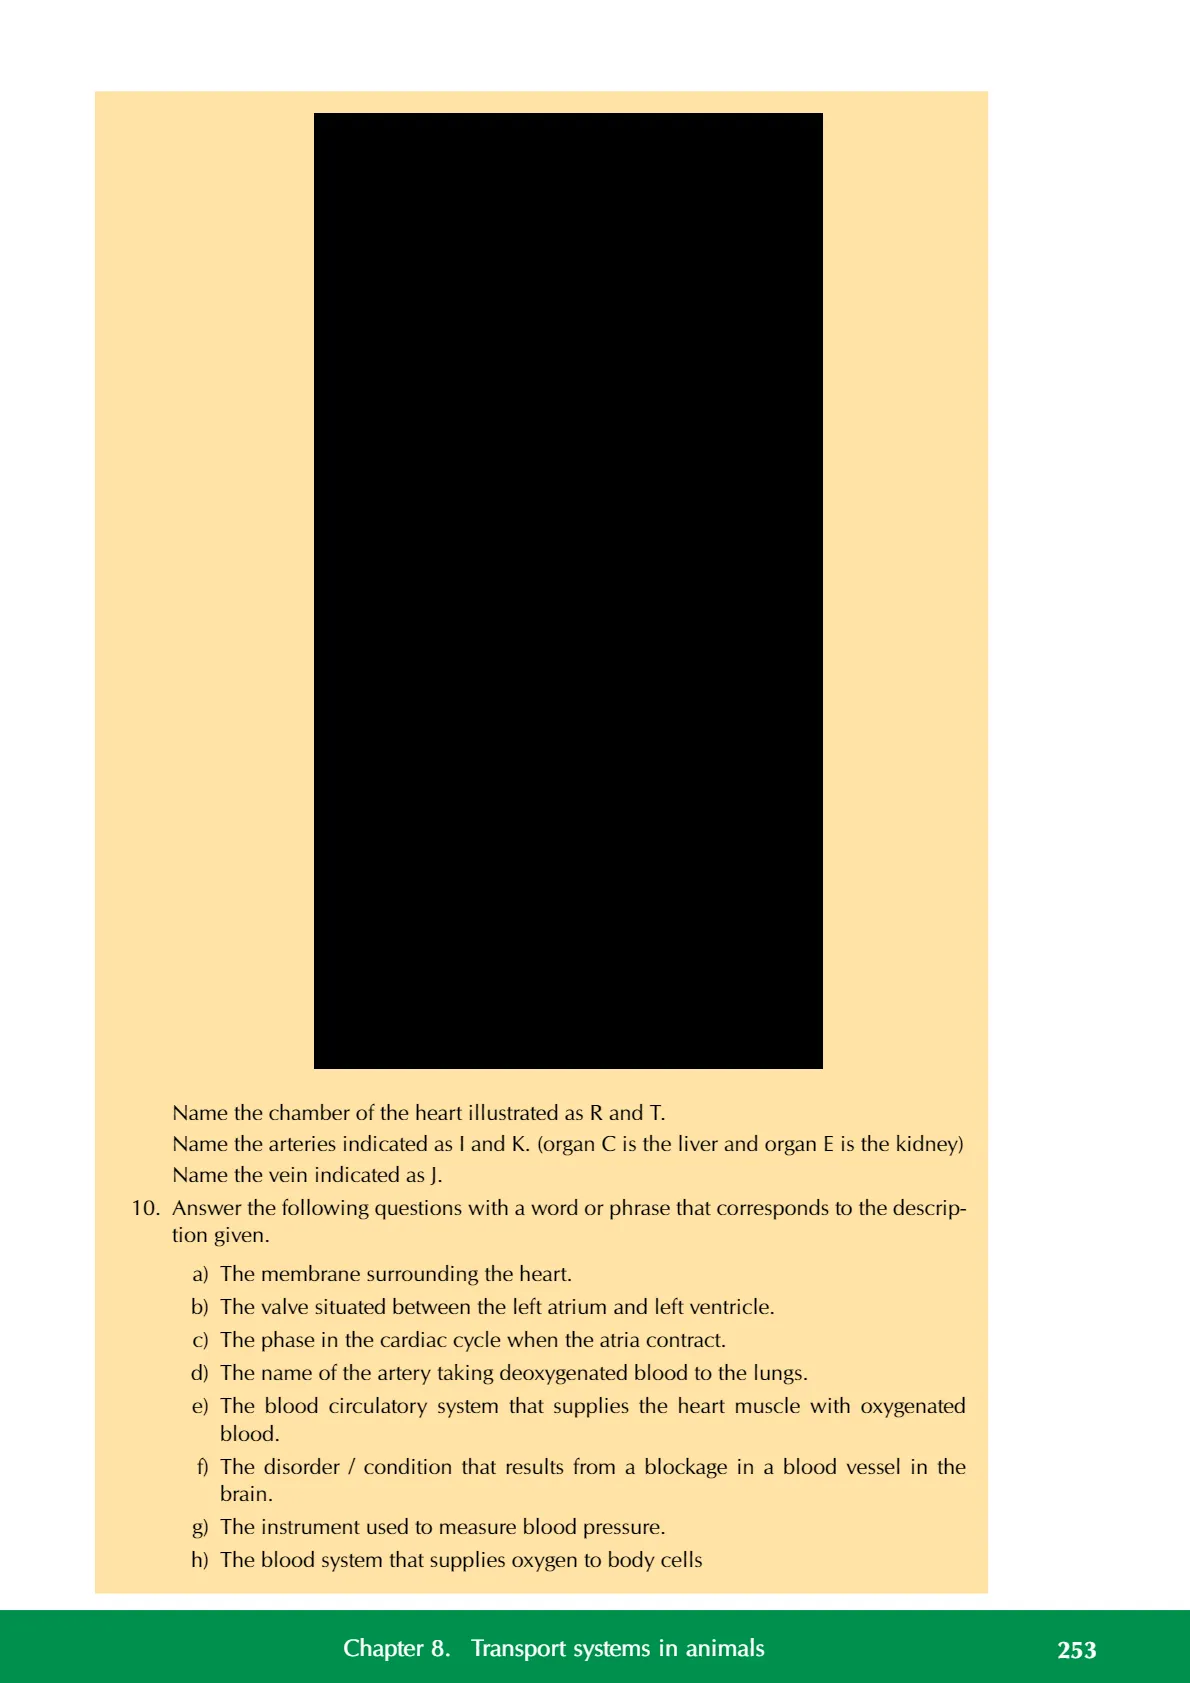 Name the chamber of the heart illustrated as R and T.
Name the arteries indicated as I and K. (organ C is the liver and organ E is the kidney)
Name the vein indicated as J.
10. Answer the following questions with a word or phrase that corresponds to the descrip-
tion given.
a) The membrane surrounding the heart.
b) The valve situated between the left atrium and left ventricle.
c) The phase in the cardiac cycle when the atria contract.
d) The name of the artery taking deoxygenated blood to the lungs.
e) The blood circulatory system that supplies the heart muscle with oxygenated
blood.
f) The disorder / condition that results from a blockage in a blood vessel in the
brain.
g) The instrument used to measure blood pressure.
h) The blood system that supplies oxygen to body cells
Chapter 8. Transport systems in animals 253